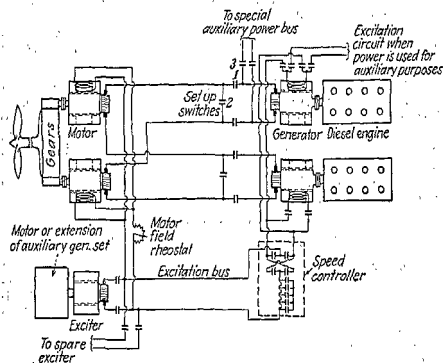 To special
auxiliary power bus
Excitation
circuit when
power is used for
auxiliary purposes
3
1
2
Set up
switches
Motor
Generator
Diesel engine
Gears
Motor or extension
of auxiliary gen. set
Motor
field
rheostat
Speed
controller
Excitation bus
Exciter
To spare
exciter